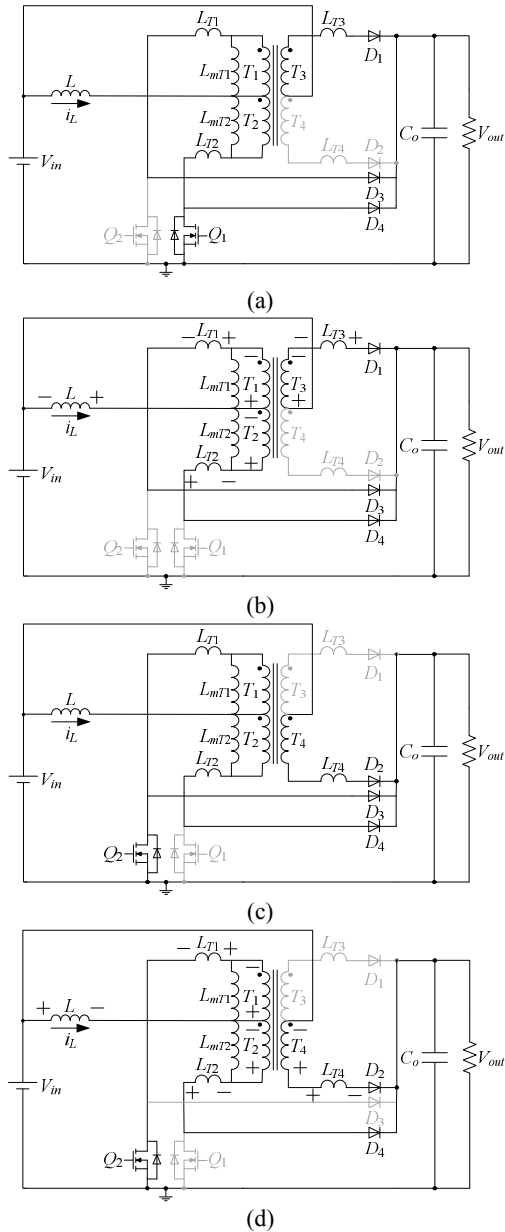 L_T1 L_T3
D_1
L L_mT1 T_1 T_3
i_L L_mT2 T_2 T_4 C_o V_out
L_T2 L_T4 D_2
V_in D_3
D_4
Q_2 Q_1
(a)
− L_T1 + − L_T3 +
D_1
− L + L_mT1 − T_1 + − T_3 +
i_L L_mT2 − T_2 + T_4 C_o V_out
L_T2 L_T4 D_2
V_in + − D_3
D_4
Q_2 Q_1
(b)
L_T1 L_T3
D_1
L L_mT1 T_1 T_3
i_L L_mT2 T_2 T_4 C_o V_out
L_T2 L_T4 D_2
V_in D_3
D_4
Q_2 Q_1
(c)
− L_T1 + L_T3
D_1
+ L − L_mT1 − T_1 + T_3
i_L L_mT2 − T_2 + − T_4 + C_o V_out
L_T2 L_T4 D_2
V_in + − + − D_3
D_4
Q_2 Q_1
(d)